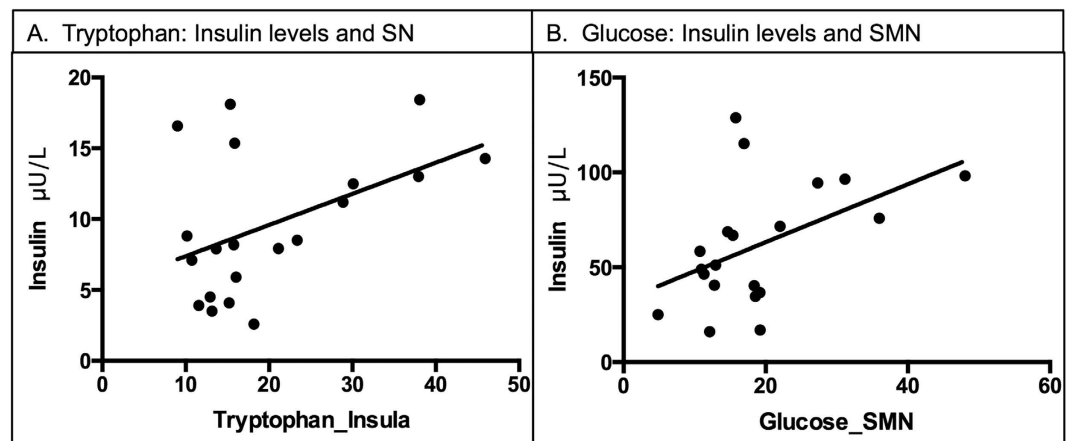 A. Tryptophan: Insulin levels and SN
20
15
10
5
0
Insulin µU/L
0 10 20 30 40 50
Tryptophan_Insula
B. Glucose: Insulin levels and SMN
150
100
50
0
Insulin µU/L
0 20 40 60
Glucose_SMN